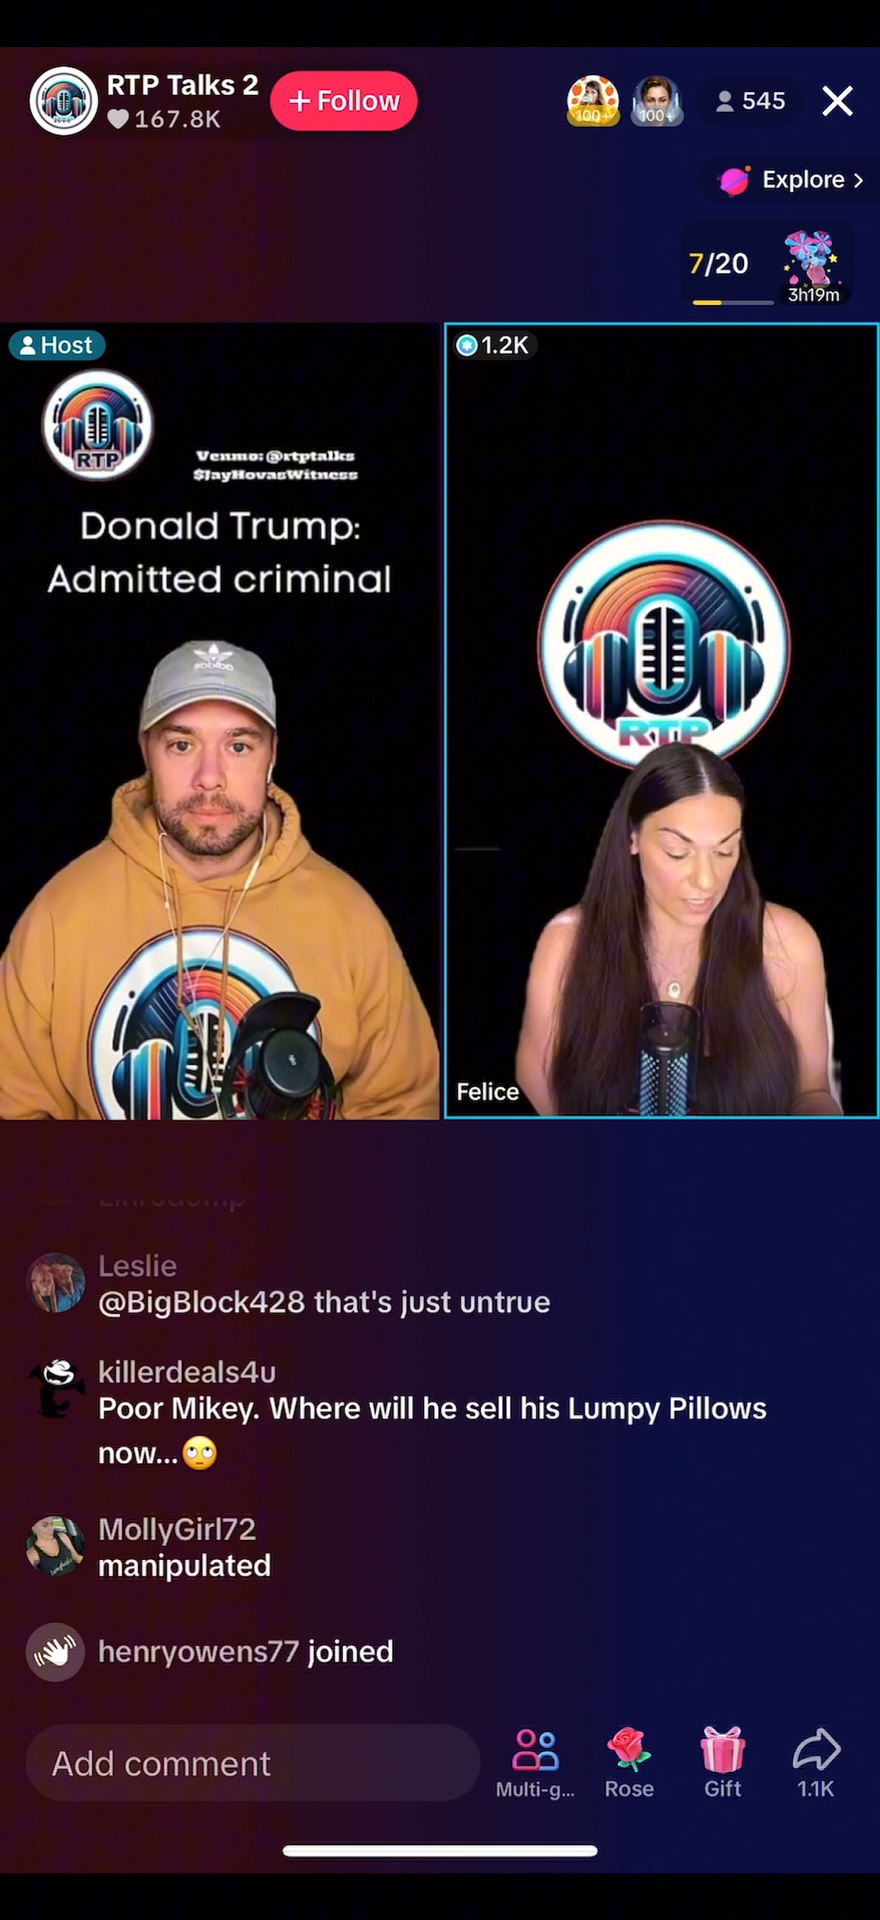 RTP Talks 2
167.8K
+ Follow
100+
100+
545
Explore >
7/20
3h19m
Host
1.2K
RTP
Venmo: @rtptalks
$JayHovasWitness
Donald Trump:
Admitted criminal
RTP
Felice
Leslie
@BigBlock428 that's just untrue
killerdeals4u
Poor Mikey. Where will he sell his Lumpy Pillows
now...🙄
MollyGirl72
manipulated
henryowens77 joined
Add comment
Multi-g...
Rose
Gift
1.1K